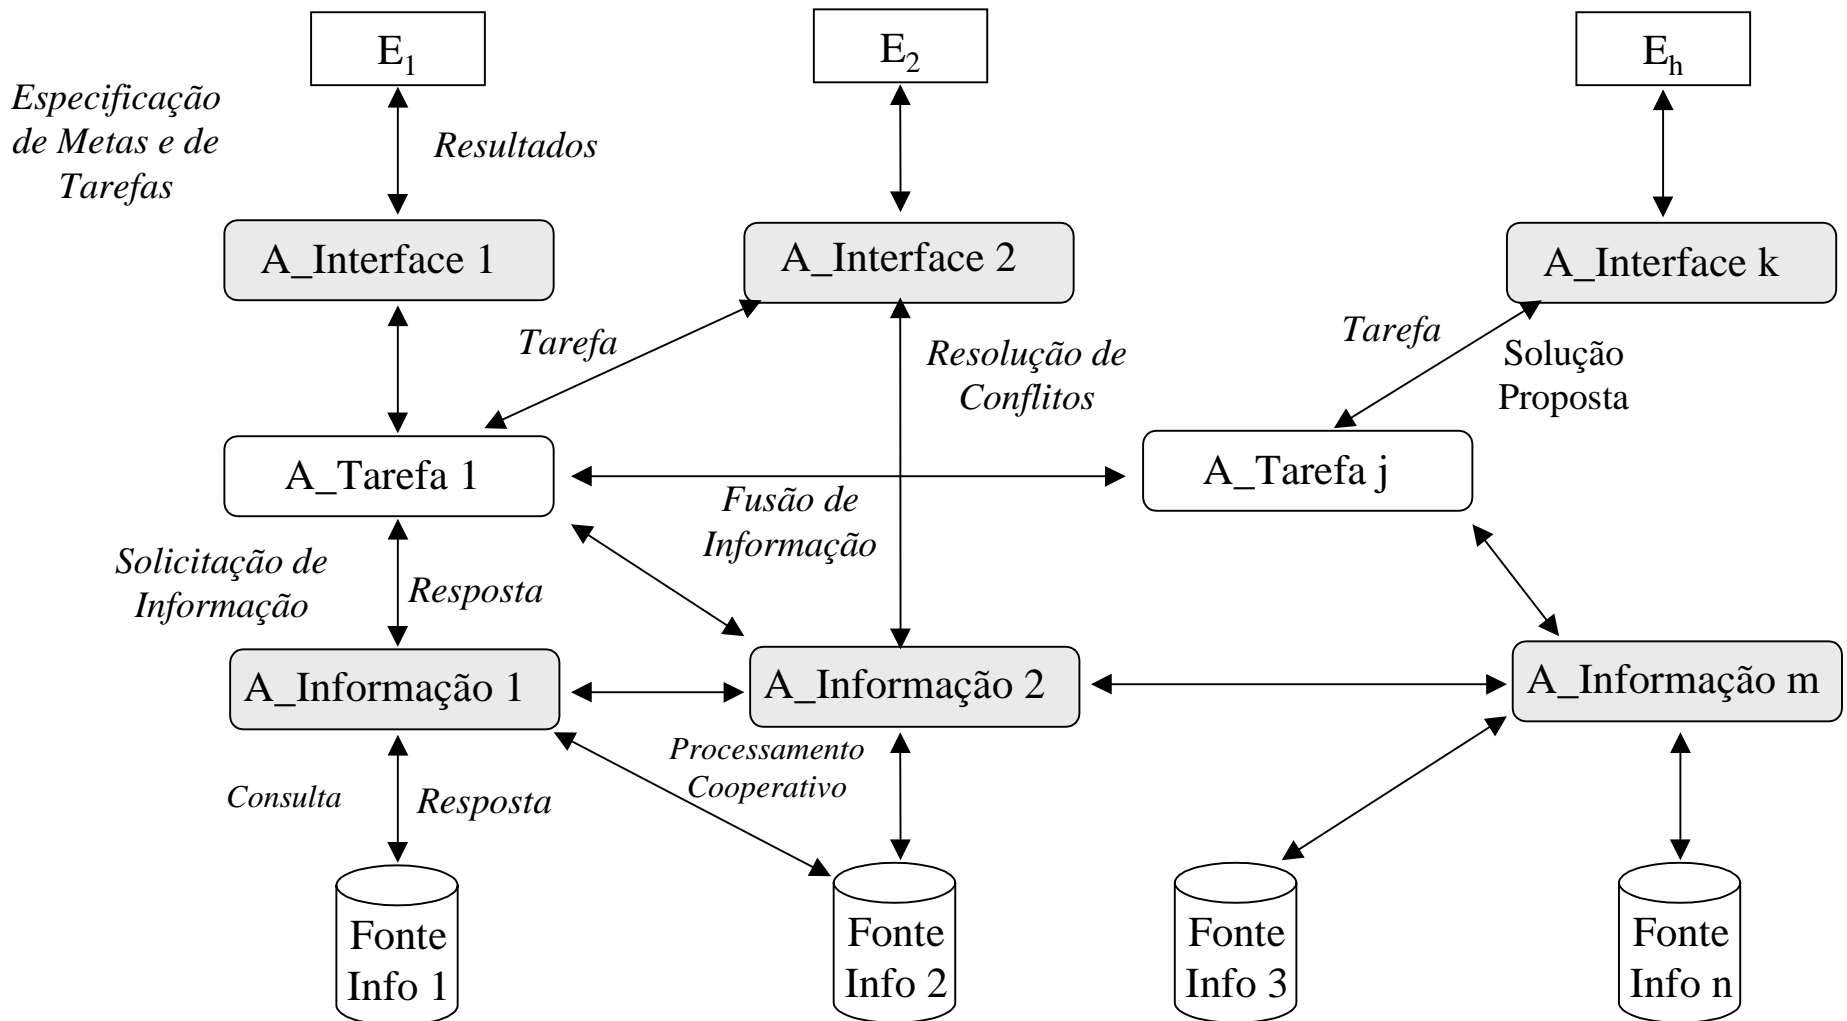 E1
E2
Eh
Especificação
de Metas e de
Tarefas
Resultados
A_Interface 1
A_Interface 2
A_Interface k
Tarefa
Resolução de
Conflitos
Tarefa
Solução
Proposta
A_Tarefa 1
A_Tarefa j
Fusão de
Informação
Solicitação de
Informação
Resposta
A_Informação 1
A_Informação 2
A_Informação m
Processamento
Cooperativo
Consulta
Resposta
Fonte
Info 1
Fonte
Info 2
Fonte
Info 3
Fonte
Info n